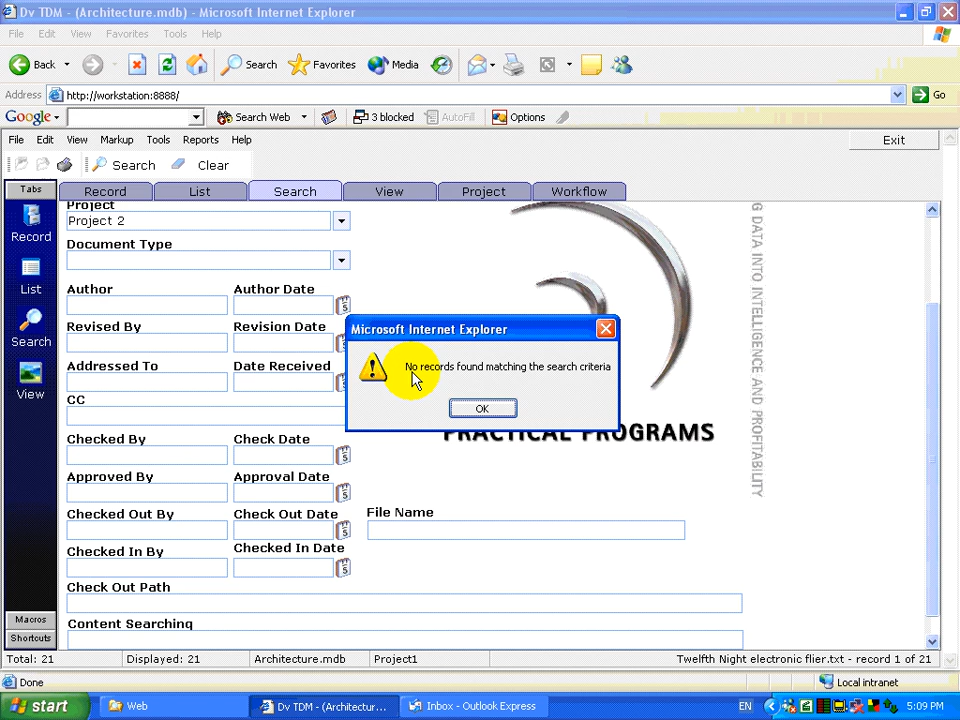 Dv TDM - (Architecture.mdb) - Microsoft Internet Explorer
File Edit View Favorites Tools Help
Back Search Favorites Media
Address http://workstation:8888/ Go
Google Search Web 3 blocked AutoFill Options
File Edit View Markup Tools Reports Help Exit
Search Clear
Tabs Record List Search View Project Workflow
Record
List
Search
View
Macros
Shortcuts
Project
Project 2
Document Type
Author Author Date
Revised By Revision Date
Addressed To Date Received
CC
Checked By Check Date
Approved By Approval Date
Checked Out By Check Out Date File Name
Checked In By Checked In Date
Check Out Path
Content Searching
Microsoft Internet Explorer
No records found matching the search criteria
OK
PRACTICAL PROGRAMS
G DATA INTO INTELLIGENCE AND PROFITABILITY
Total: 21 Displayed: 21 Architecture.mdb Project1 Twelfth Night electronic flier.txt - record 1 of 21
Done Local intranet
start Web Dv TDM - (Architectur... Inbox - Outlook Express EN 5:09 PM